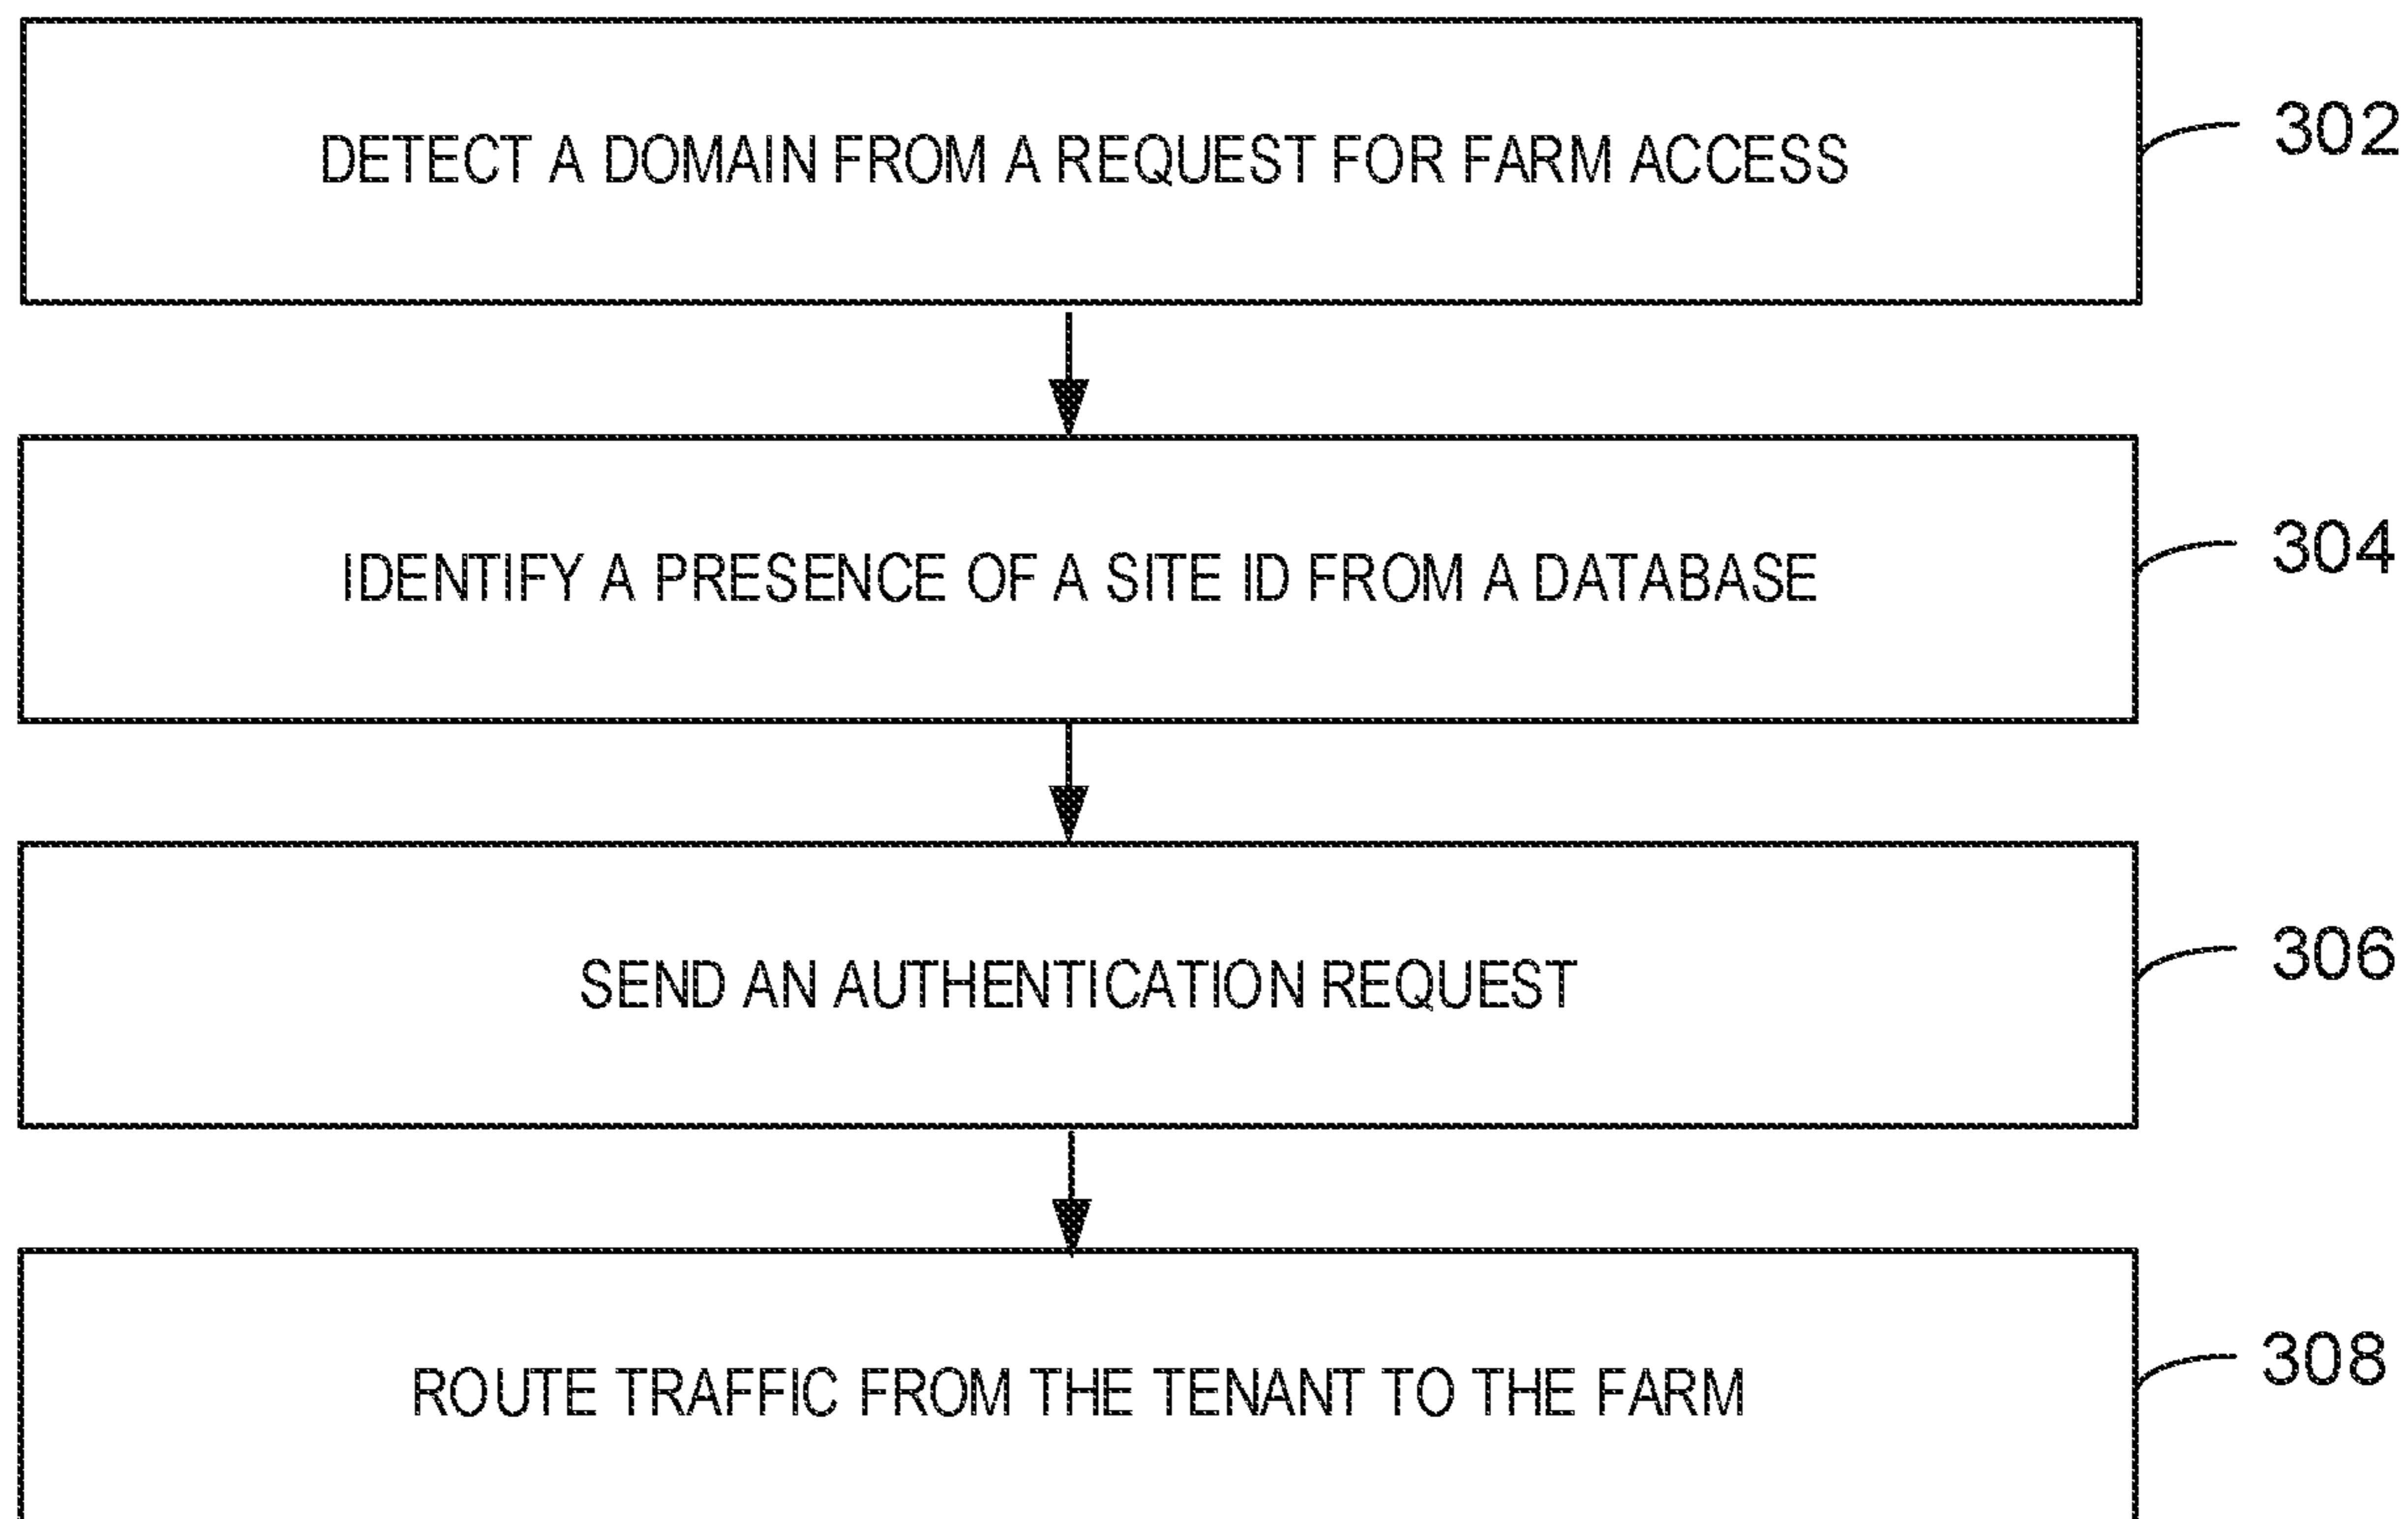 DETECT A DOMAIN FROM A REQUEST FOR FARM ACCESS
302
IDENTIFY A PRESENCE OF A SITE ID FROM A DATABASE
304
SEND AN AUTHENTICATION REQUEST
306
ROUTE TRAFFIC FROM THE TENANT TO THE FARM
308